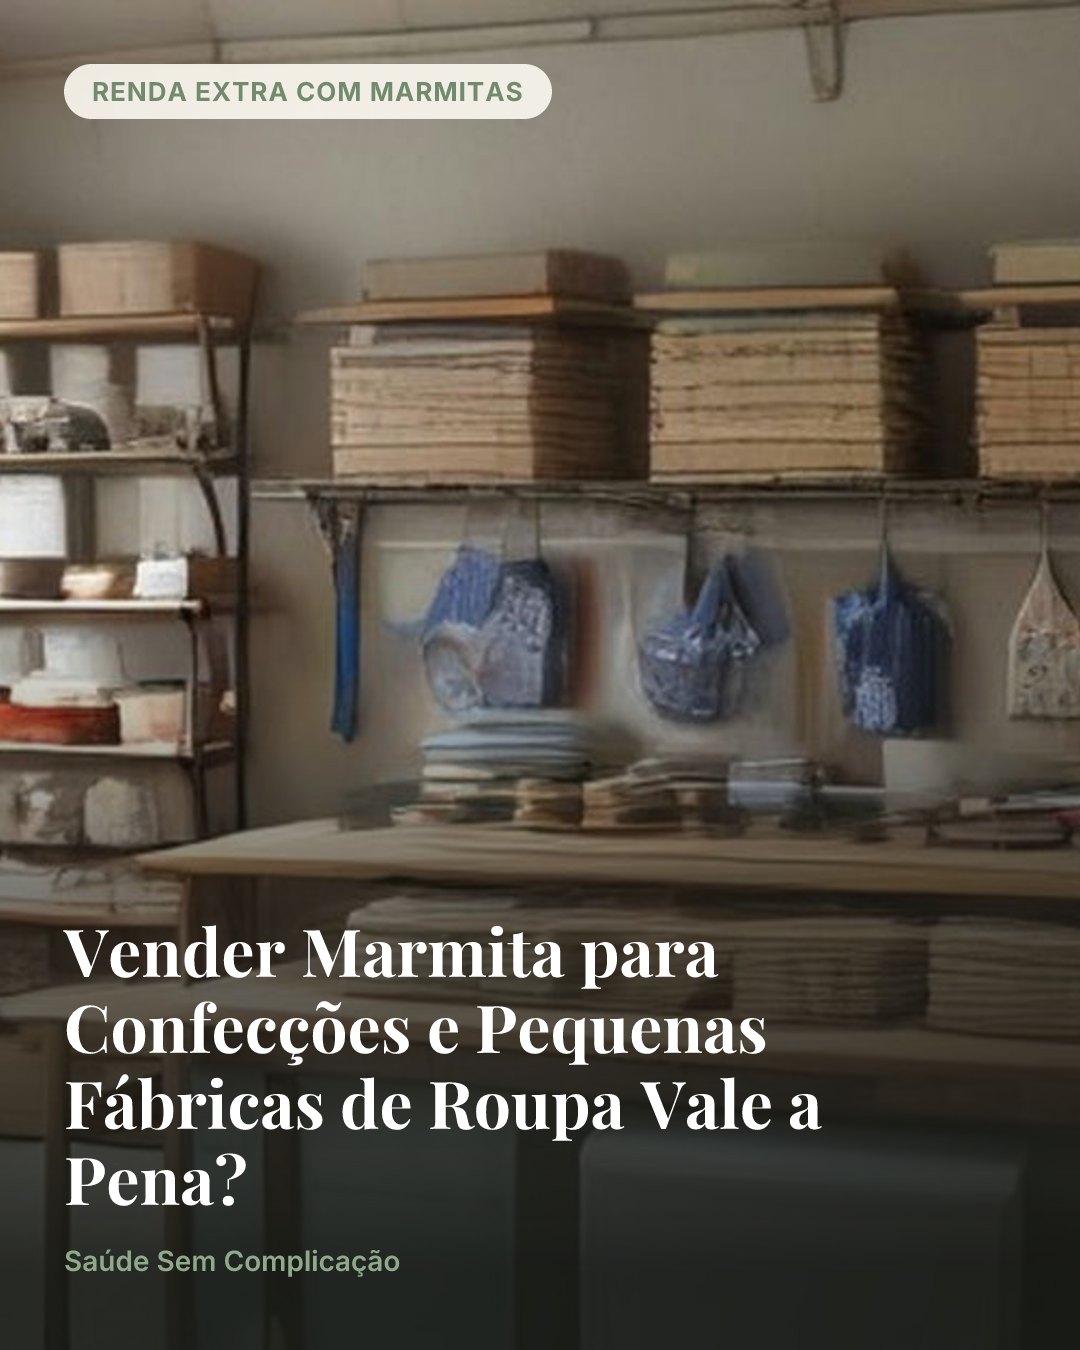 RENDA EXTRA COM MARMITAS
Vender Marmita para
Confecções e Pequenas
Fábricas de Roupa Vale a
Pena?
Saúde Sem Complicação